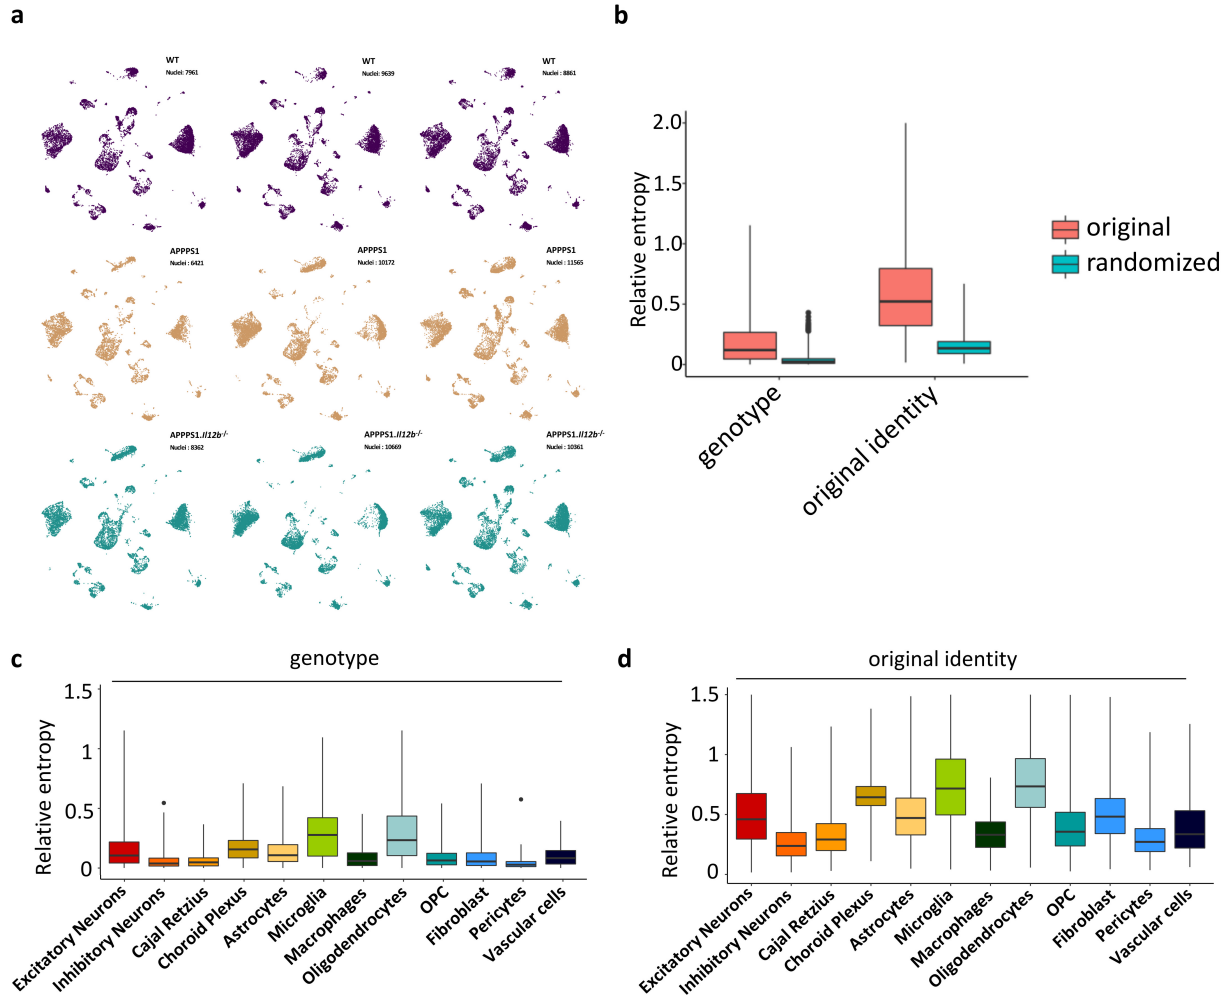 a
WT
Nuclei: 7961
WT
Nuclei: 9639
WT
Nuclei : 8861
APPPS1
Nuclei : 6421
APPPS1
Nuclei : 10172
APPPS1
Nuclei : 11565
APPPS1.Il12b-/-
Nuclei : 8362
APPPS1.Il12b-/-
Nuclei : 10669
APPPS1.Il12b-/-
Nuclei : 10361
b
Relative entropy
2.0
1.5
1.0
0.5
0
genotype
original identity
original
randomized
c
genotype
Relative entropy
1.5
1
0.5
0
Excitatory Neurons
Inhibitory Neurons
Cajal Retzius
Choroid Plexus
Astrocytes
Microglia
Macrophages
Oligodendrocytes
OPC
Fibroblast
Pericytes
Vascular cells
d
original identity
Relative entropy
1.5
1
0.5
0
Excitatory Neurons
Inhibitory Neurons
Cajal Retzius
Choroid Plexus
Astrocytes
Microglia
Macrophages
Oligodendrocytes
OPC
Fibroblast
Pericytes
Vascular cells